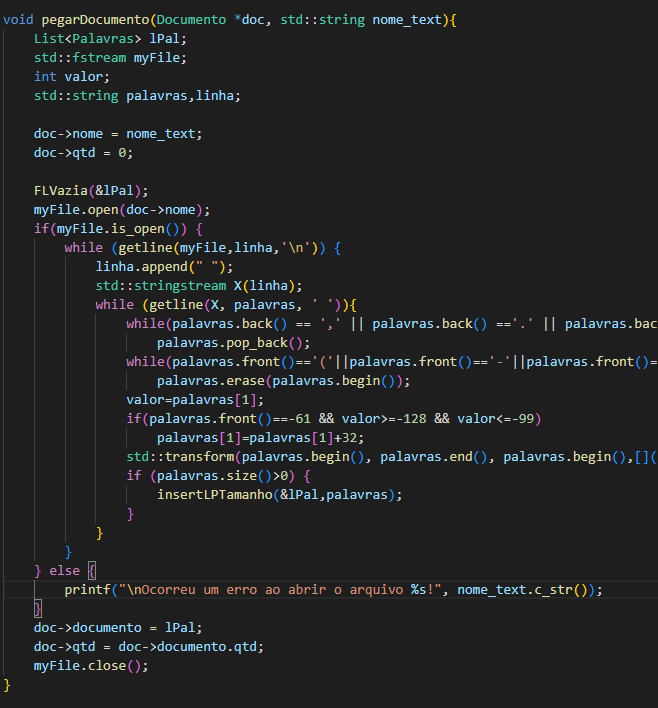 void pegarDocumento(Documento *doc, std::string nome_text){
    List<Palavras> lPal;
    std::fstream myFile;
    int valor;
    std::string palavras,linha;

    doc->nome = nome_text;
    doc->qtd = 0;

    FLVazia(&lPal);
    myFile.open(doc->nome);
    if(myFile.is_open()) {
        while (getline(myFile,linha,'\n')) {
            linha.append(" ");
            std::stringstream X(linha);
            while (getline(X, palavras, ' ')){
                while(palavras.back() == ',' || palavras.back() =='.' || palavras.bac
                    palavras.pop_back();
                while(palavras.front()=='('||palavras.front()=='-'||palavras.front()=
                    palavras.erase(palavras.begin());
                valor=palavras[1];
                if(palavras.front()==-61 && valor>=-128 && valor<=-99)
                    palavras[1]=palavras[1]+32;
                std::transform(palavras.begin(), palavras.end(), palavras.begin(),[](
                if (palavras.size()>0) {
                    insertLPTamanho(&lPal,palavras);
                }
            }
        }
    } else {
        printf("\nOcorreu um erro ao abrir o arquivo %s!", nome_text.c_str());
    }
    doc->documento = lPal;
    doc->qtd = doc->documento.qtd;
    myFile.close();
}